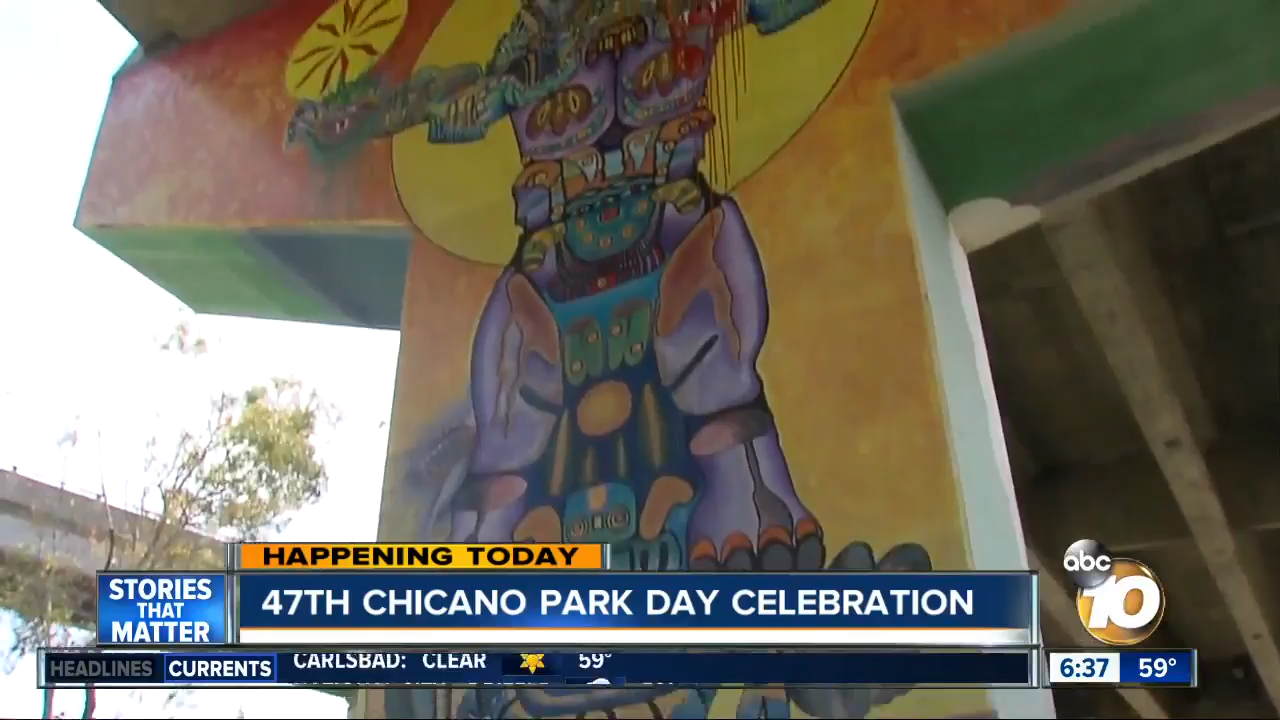 HAPPENING TODAY
STORIES
THAT
MATTER
47TH CHICANO PARK DAY CELEBRATION
abc
10
HEADLINES
CURRENTS
CARLSBAD: CLEAR 59°
6:37
59°